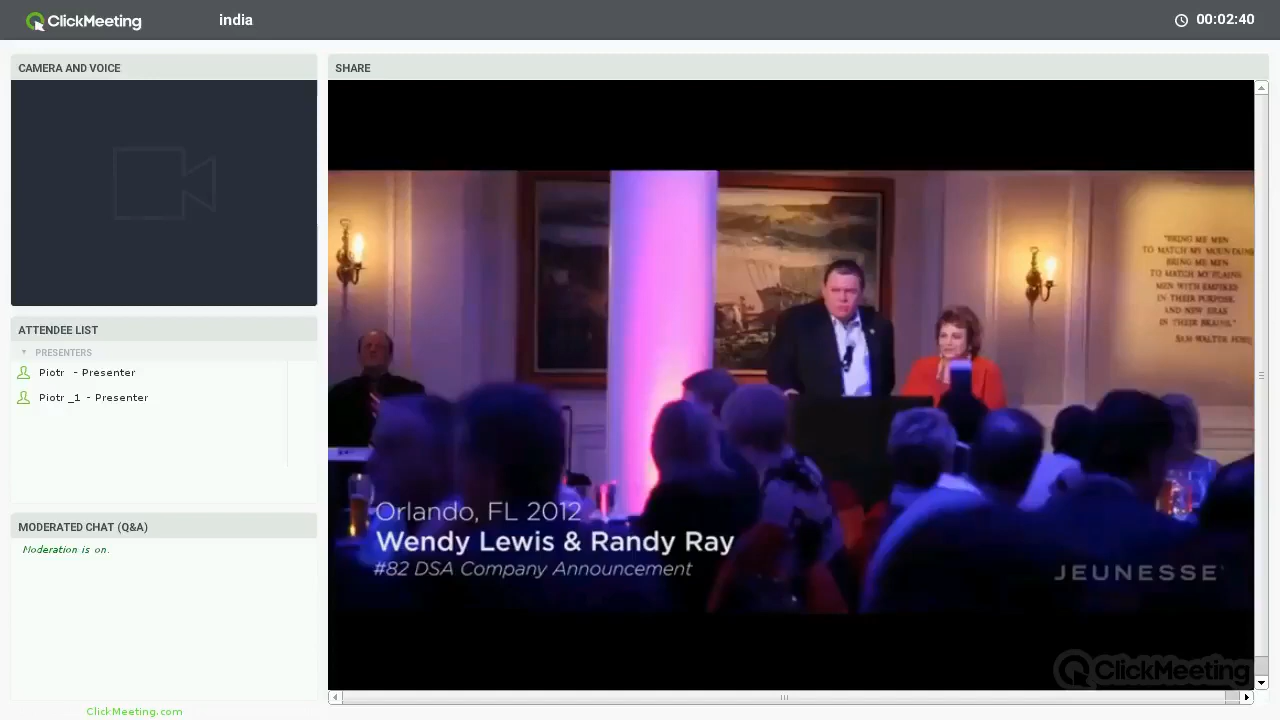 ClickMeeting
india
00:02:40
CAMERA AND VOICE
ATTENDEE LIST
PRESENTERS
Piotr - Presenter
Piotr _1 - Presenter
MODERATED CHAT (Q&A)
Moderation is on.
ClickMeeting.com
SHARE
"BRING ME MEN
TO MATCH MY MOUNTAINS
BRING ME MEN
TO MATCH MY PLAINS
MEN WITH EMPIRES
IN THEIR PURPOSE
AND NEW ERAS
IN THEIR BRAINS."
SAM WALTER
Orlando, FL 2012
Wendy Lewis & Randy Ray
#82 DSA Company Announcement
JEUNESSE
ClickMeeting